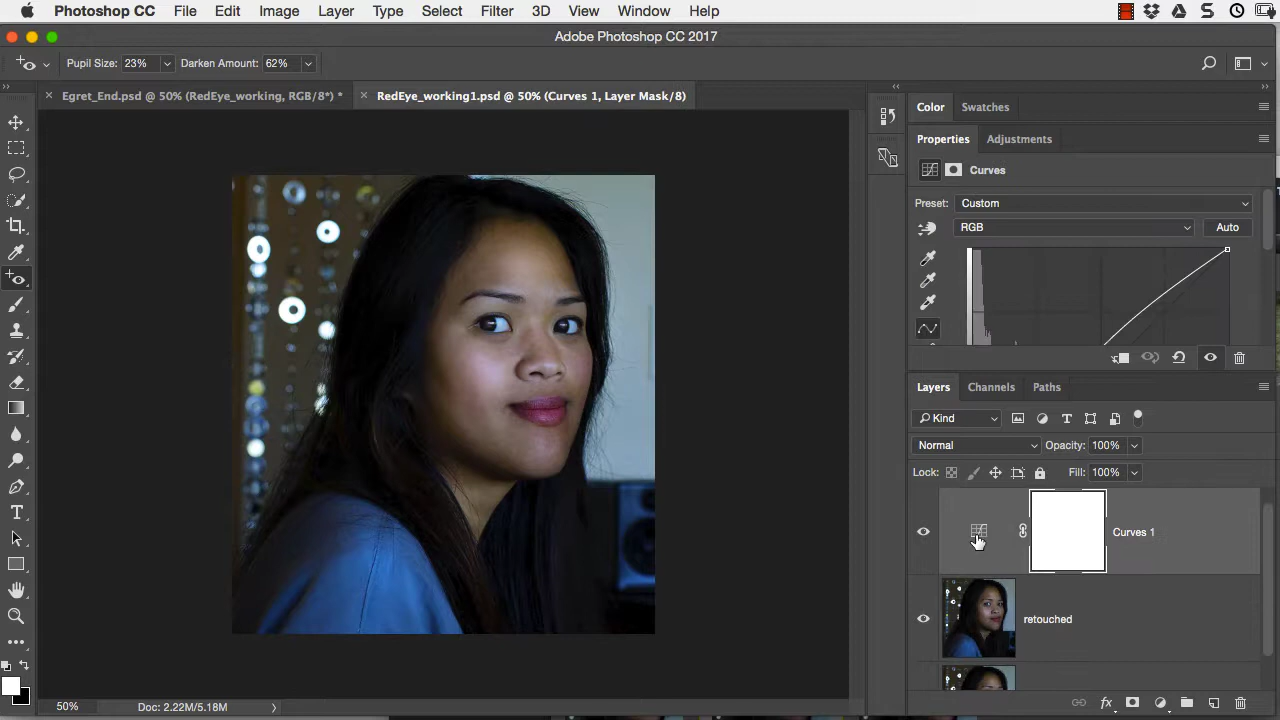 Photoshop CC File Edit Image Layer Type Select Filter 3D View Window Help
Adobe Photoshop CC 2017
Pupil Size: 23% Darken Amount: 62%
Egret_End.psd @ 50% (RedEye_working, RGB/8*) * RedEye_working1.psd @ 50% (Curves 1, Layer Mask/8)
Color Swatches
Properties Adjustments
Curves
Preset: Custom
RGB Auto
Layers Channels Paths
Kind
Normal Opacity: 100%
Lock: Fill: 100%
Curves 1
retouched
50% Doc: 2.22M/5.18M